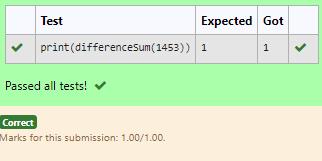 Test Expected Got
print(differenceSum(1453)) 1 1
Passed all tests!
Correct
Marks for this submission: 1.00/1.00.